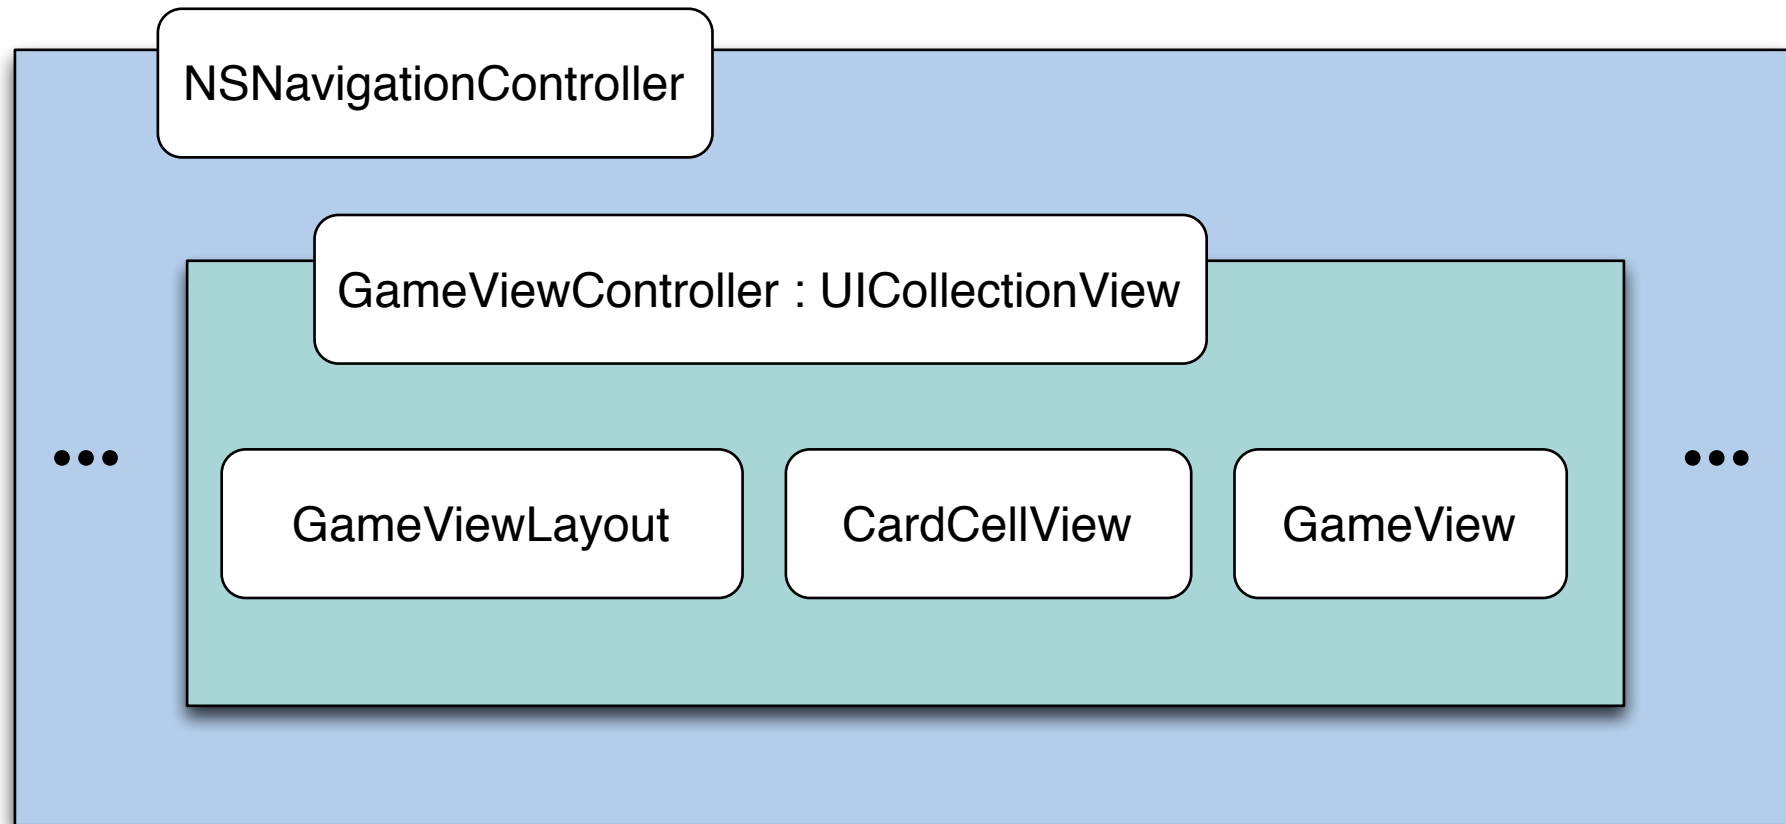 NSNavigationController
GameViewController : UICollectionView
...
...
GameViewLayout
CardCellView
GameView